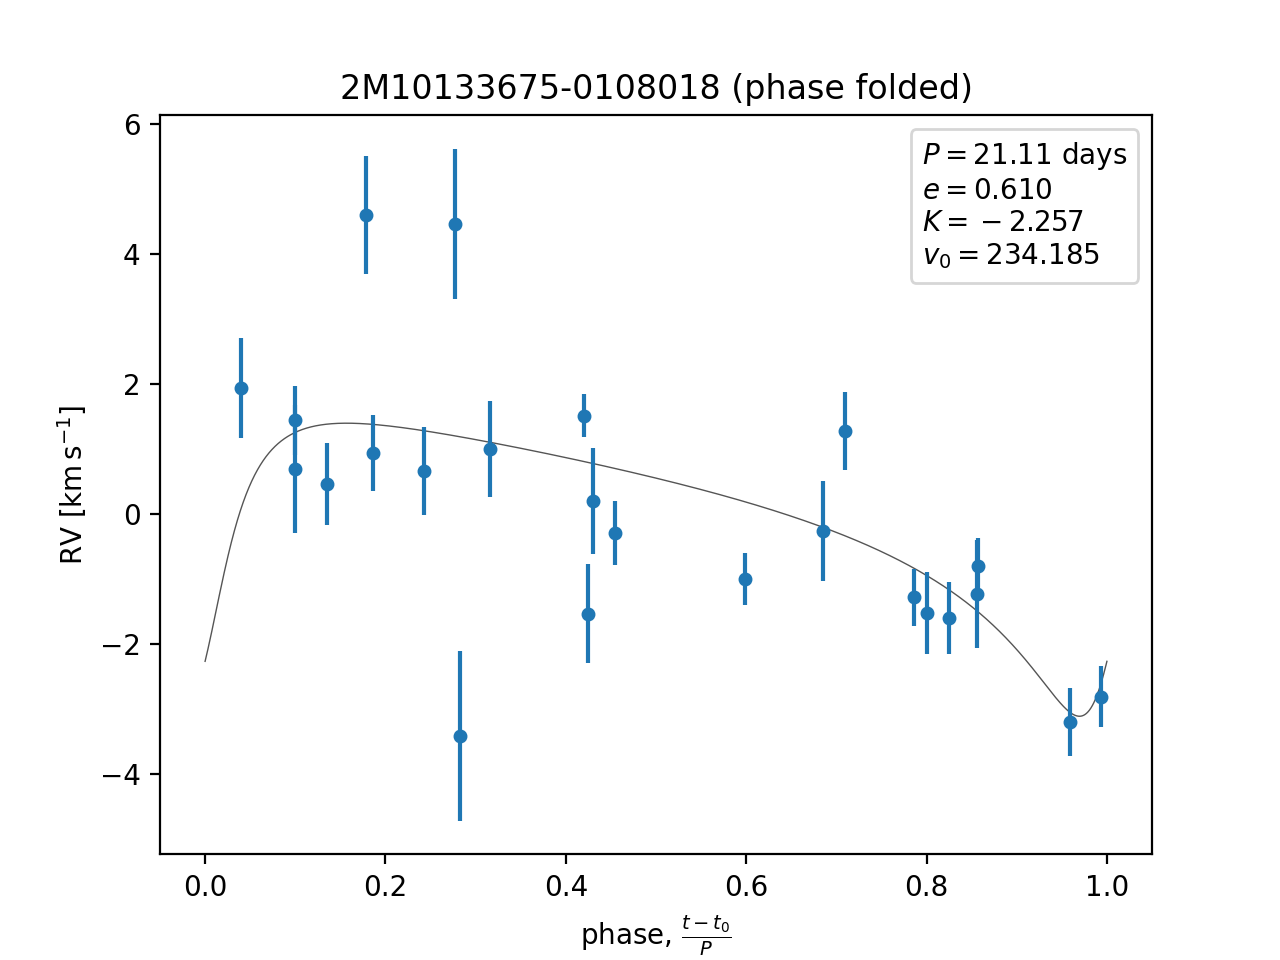 2M10133675-0108018 (phase folded)
P = 21.11 days
e = 0.610
K = −2.257
v₀ = 234.185
6
4
2
0
−2
−4
RV [km s⁻¹]
0.0 0.2 0.4 0.6 0.8 1.0
phase, (t − t₀)/P